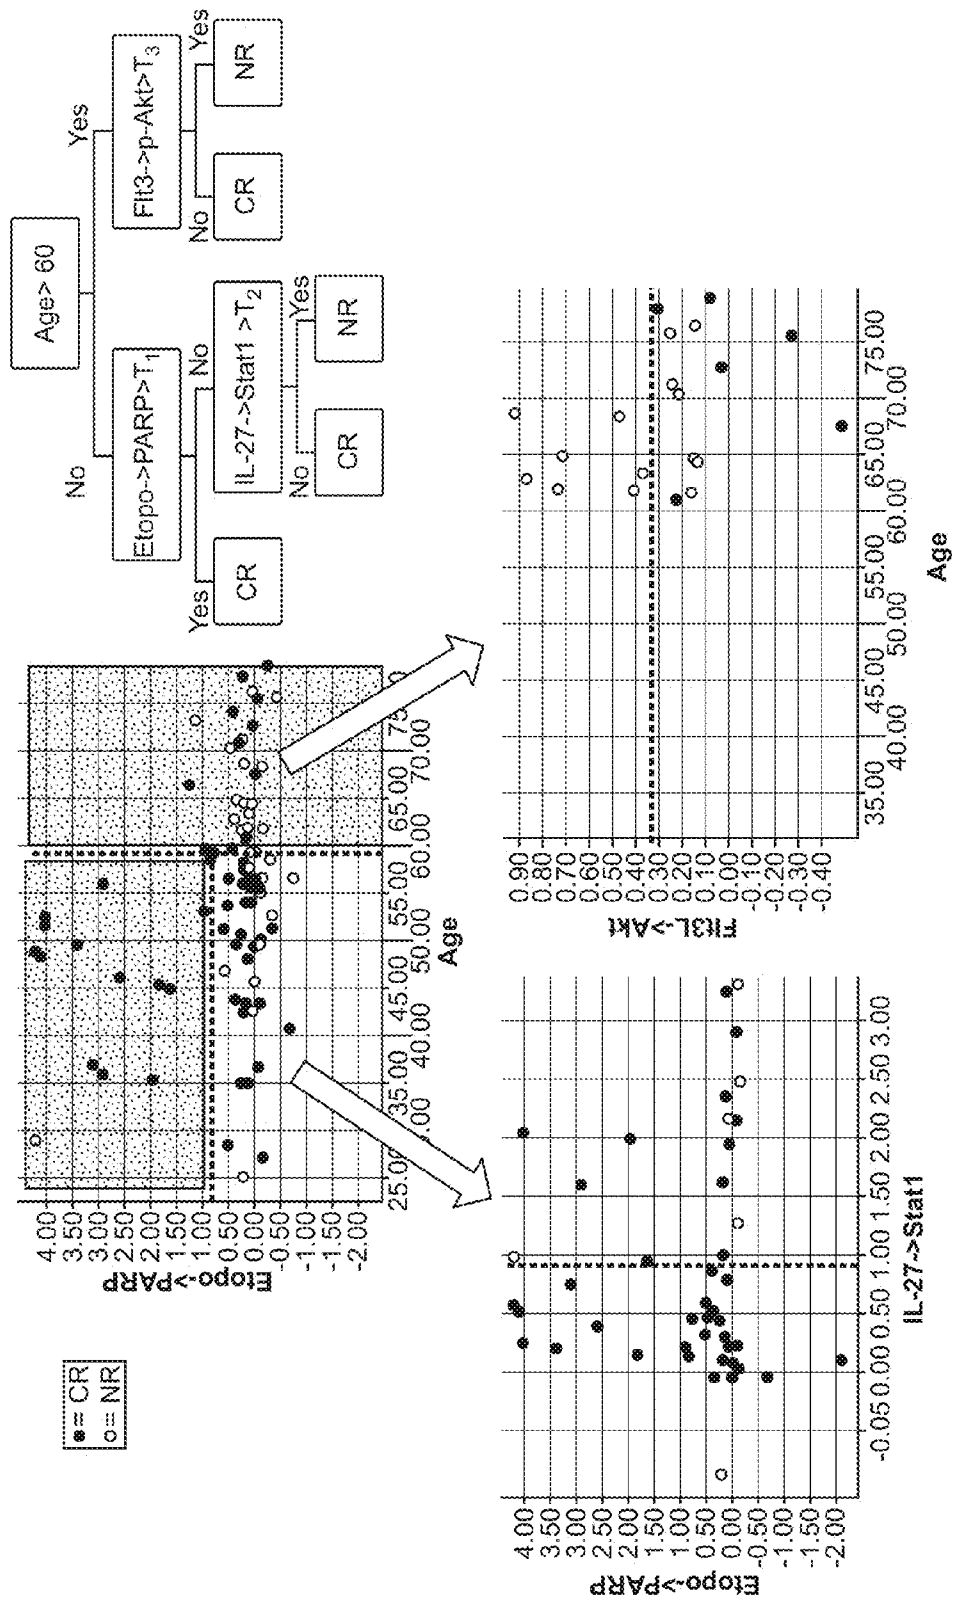 ●= CR
○= NR
Etopo->PARP
4.00
3.50
3.00
2.50
2.00
1.50
1.00
0.50
0.00
-0.50
-1.00
-1.50
-2.00
25.00
35.00
40.00
45.00
50.00
55.00
60.00
65.00
70.00
Age
Age> 60
No
Yes
Etopo->PARP>T1
Flt3->p-Akt>T3
Yes
No
No
Yes
CR
IL-27->Stat1 >T2
CR
NR
No
Yes
CR
NR
Etopo->PARP
4.00
3.50
3.00
2.50
2.00
1.50
1.00
0.50
0.00
-0.50
-1.00
-1.50
-2.00
-0.05 0.00 0.50 1.00 1.50 2.00 2.50 3.00
IL-27->Stat1
Flt3L->Akt
0.90
0.80
0.70
0.60
0.50
0.40
0.30
0.20
0.10
0.00
-0.10
-0.20
-0.30
-0.40
35.00
40.00
45.00
50.00
55.00
60.00
65.00
70.00
75.00
Age